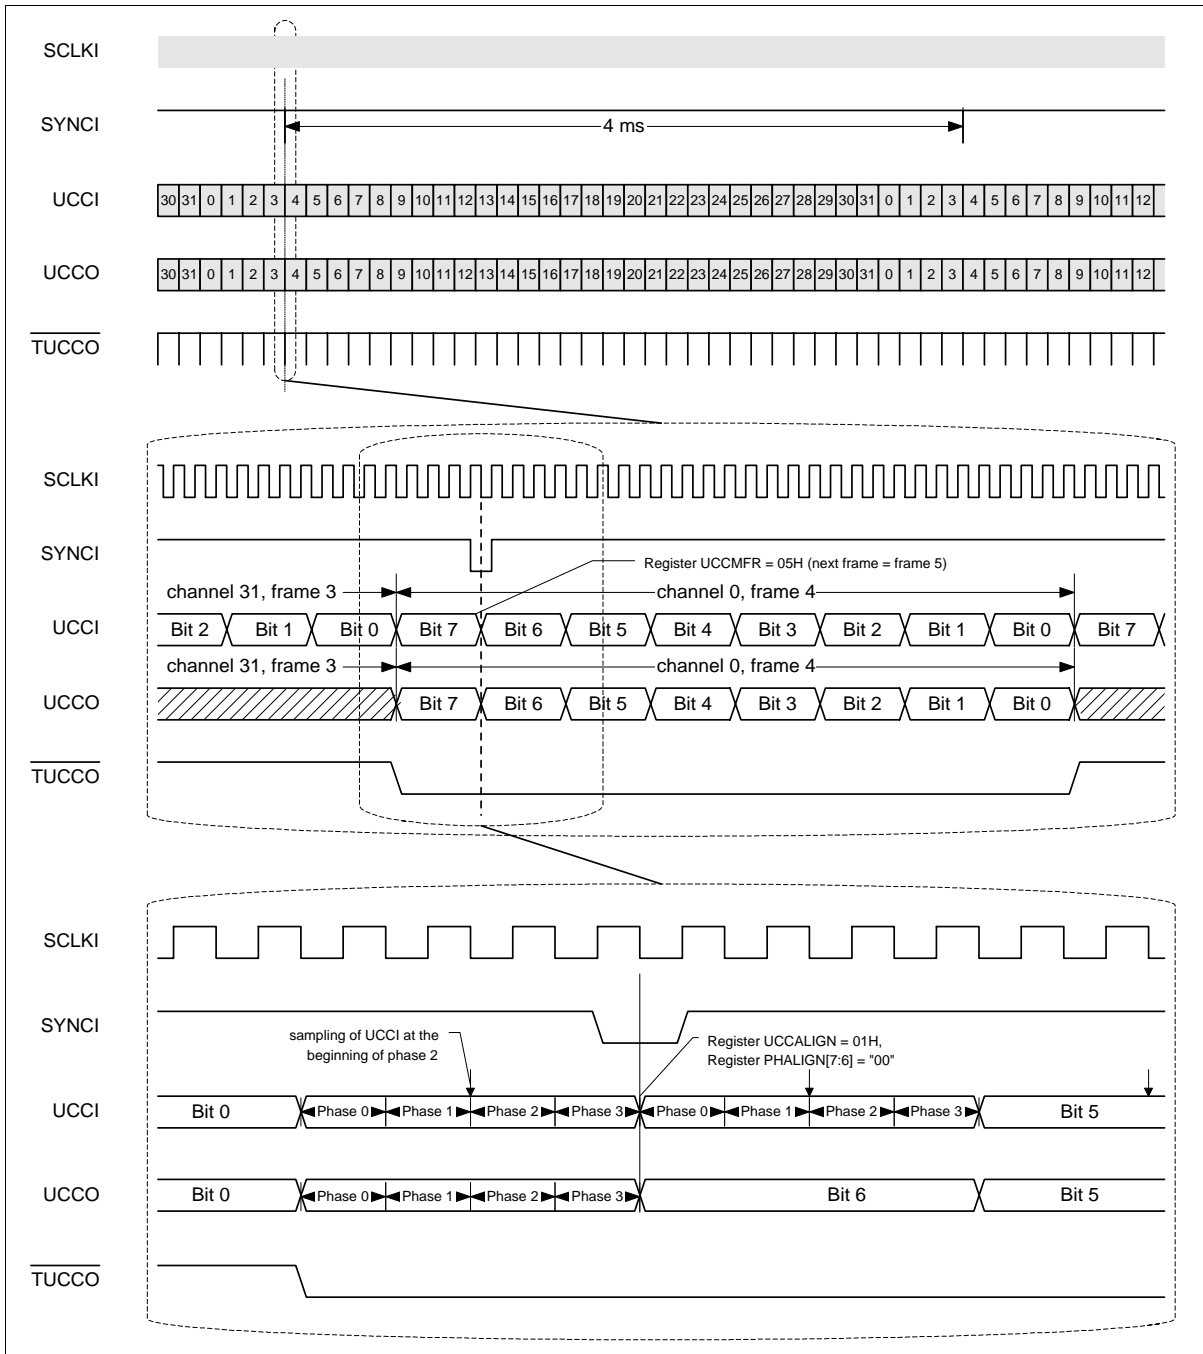 SCLKI
SYNCI
4 ms
UCCI
30 31 0 1 2 3 4 5 6 7 8 9 10 11 12 13 14 15 16 17 18 19 20 21 22 23 24 25 26 27 28 29 30 31 0 1 2 3 4 5 6 7 8 9 10 11 12
UCCO
30 31 0 1 2 3 4 5 6 7 8 9 10 11 12 13 14 15 16 17 18 19 20 21 22 23 24 25 26 27 28 29 30 31 0 1 2 3 4 5 6 7 8 9 10 11 12
TUCCO
SCLKI
SYNCI
Register UCCMFR = 05H (next frame = frame 5)
channel 31, frame 3 channel 0, frame 4
UCCI Bit 2 Bit 1 Bit 0 Bit 7 Bit 6 Bit 5 Bit 4 Bit 3 Bit 2 Bit 1 Bit 0 Bit 7
channel 31, frame 3 channel 0, frame 4
UCCO Bit 7 Bit 6 Bit 5 Bit 4 Bit 3 Bit 2 Bit 1 Bit 0
TUCCO
SCLKI
SYNCI
sampling of UCCI at the
beginning of phase 2
Register UCCALIGN = 01H,
Register PHALIGN[7:6] = "00"
UCCI Bit 0 Phase 0 Phase 1 Phase 2 Phase 3 Phase 0 Phase 1 Phase 2 Phase 3 Bit 5
UCCO Bit 0 Phase 0 Phase 1 Phase 2 Phase 3 Bit 6 Bit 5
TUCCO